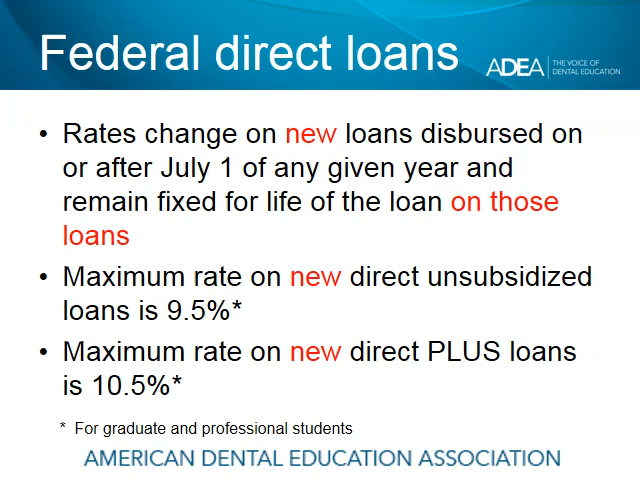 Federal direct loans
ADEA
THE VOICE OF
DENTAL EDUCATION
• Rates change on new loans disbursed on
or after July 1 of any given year and
remain fixed for life of the loan on those
loans
• Maximum rate on new direct unsubsidized
loans is 9.5%*
• Maximum rate on new direct PLUS loans
is 10.5%*
* For graduate and professional students
AMERICAN DENTAL EDUCATION ASSOCIATION